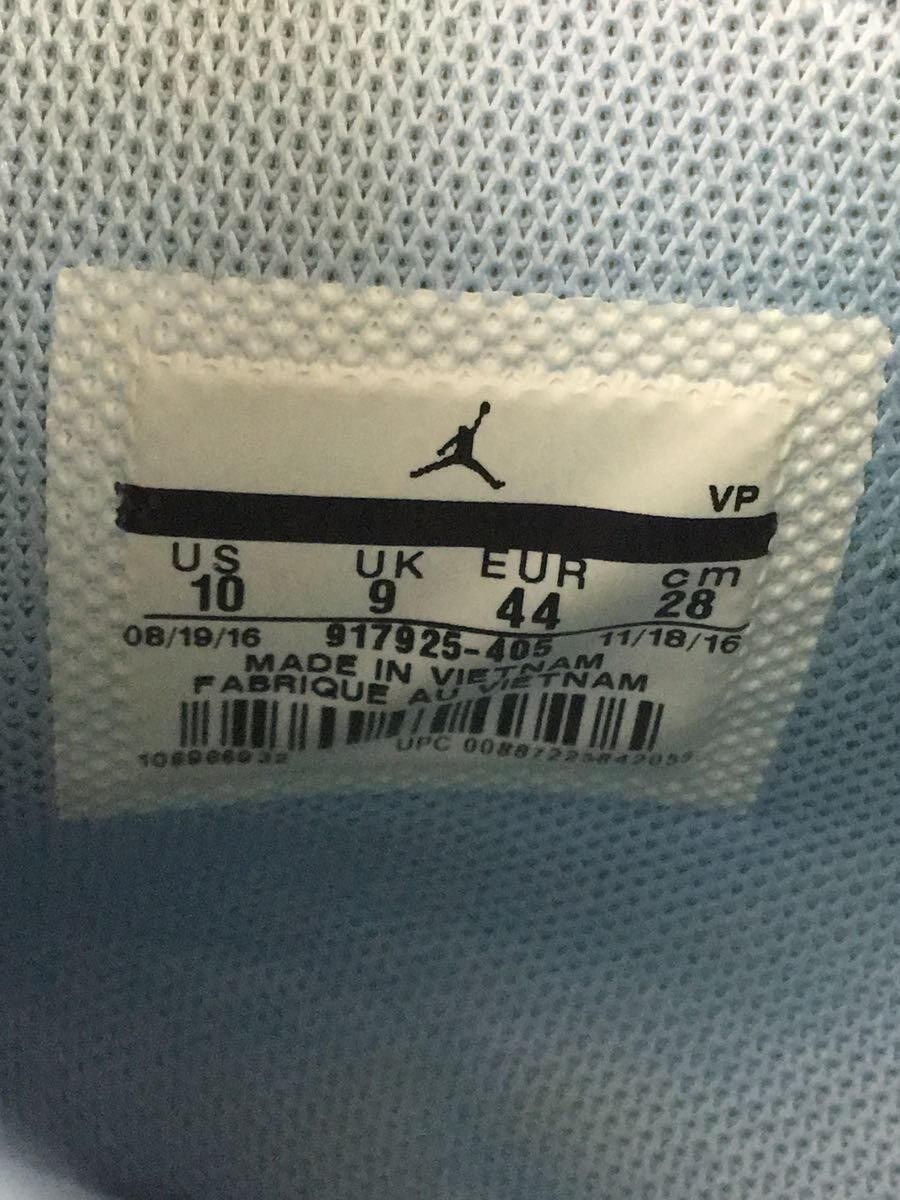 VP
US UK EUR cm
10 9 44 28
08/19/16 917925-405 11/18/16
MADE IN VIETNAM
FABRIQUE AU VIETNAM
UPC